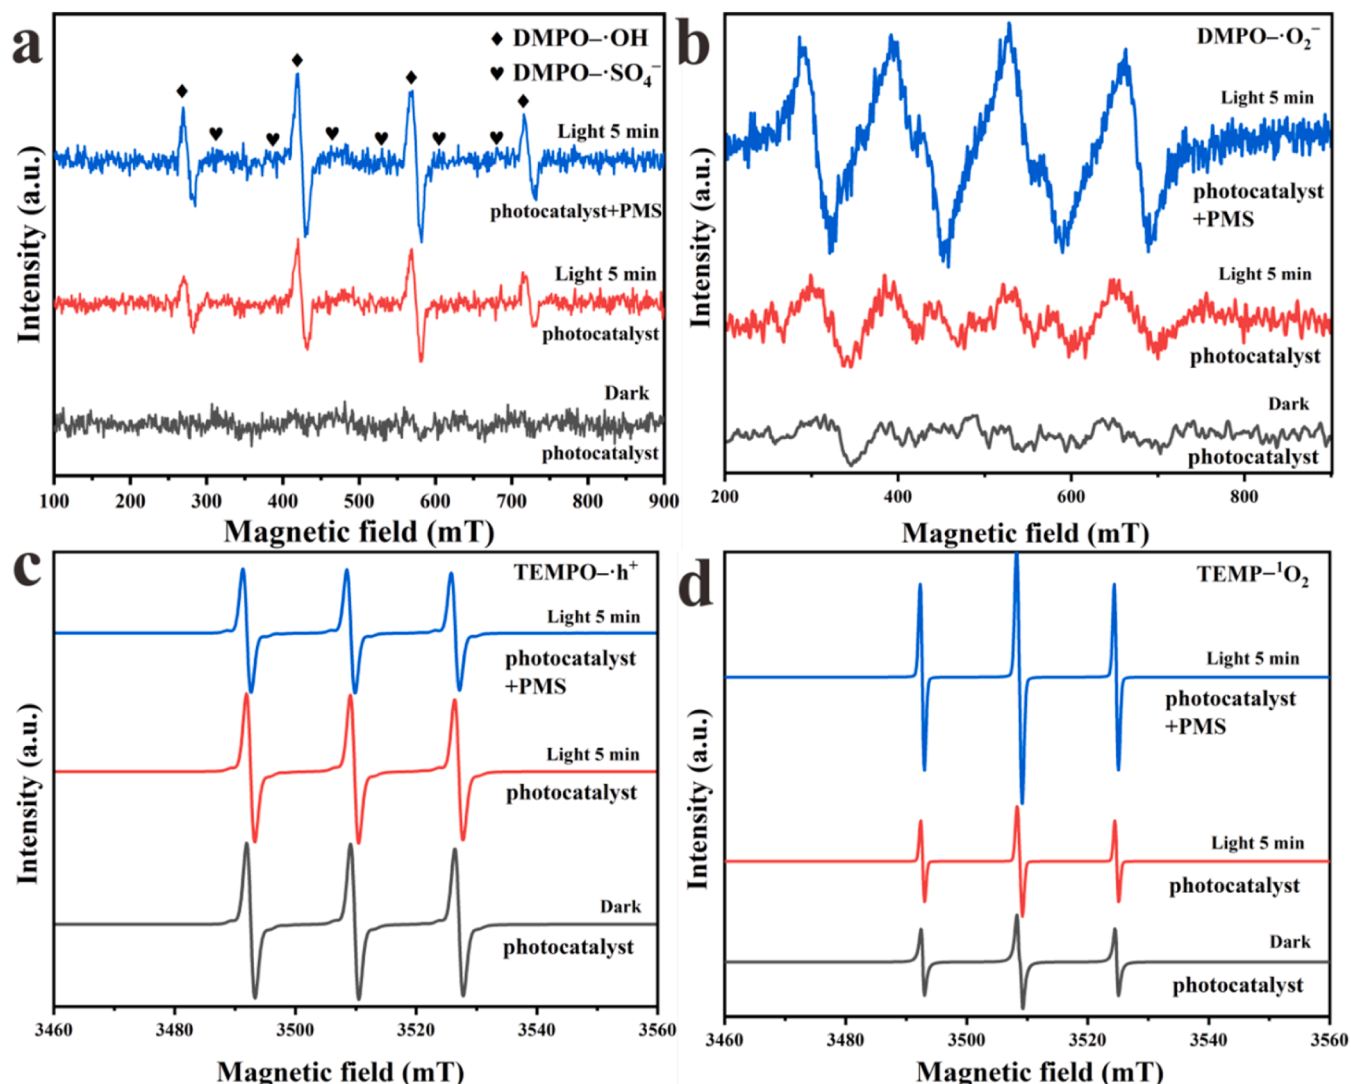 a
♦ DMPO–·OH
♥ DMPO–·SO₄⁻
Light 5 min
photocatalyst+PMS
Light 5 min
photocatalyst
Dark
photocatalyst
Intensity (a.u.)
100 200 300 400 500 600 700 800 900
Magnetic field (mT)
b
DMPO–·O₂⁻
Light 5 min
photocatalyst
+PMS
Light 5 min
photocatalyst
Dark
photocatalyst
Intensity (a.u.)
200 400 600 800
Magnetic field (mT)
c
TEMPO–·h⁺
Light 5 min
photocatalyst
+PMS
Light 5 min
photocatalyst
Dark
photocatalyst
Intensity (a.u.)
3460 3480 3500 3520 3540 3560
Magnetic field (mT)
d
TEMP–¹O₂
Light 5 min
photocatalyst
+PMS
Light 5 min
photocatalyst
Dark
photocatalyst
Intensity (a.u.)
3460 3480 3500 3520 3540 3560
Magnetic field (mT)